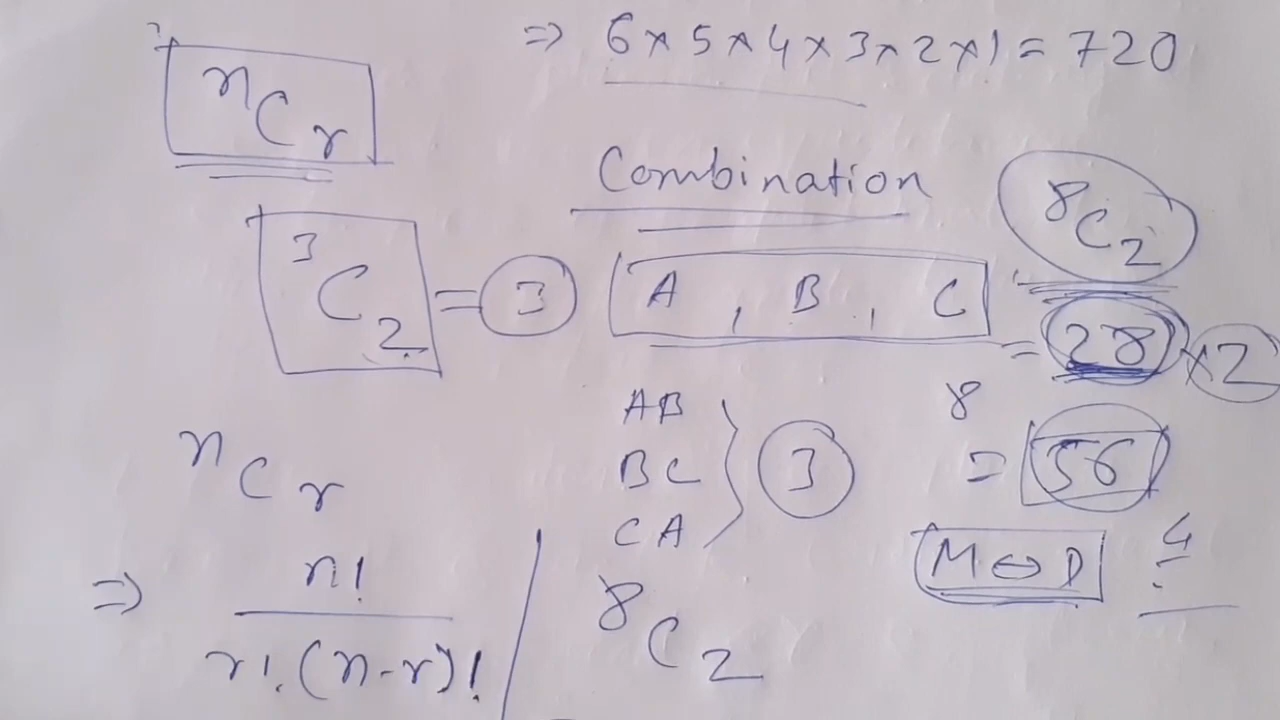 ⇒ 6×5×4×3×2×1=720
nCr
Combination
8C2
3C2 = 3
A , B , C
= 28 ×2
AB
BC
CA
3
8
= 56
nCr
M⇔D
4
⇒ n! / r!.(n-r)!
8C2